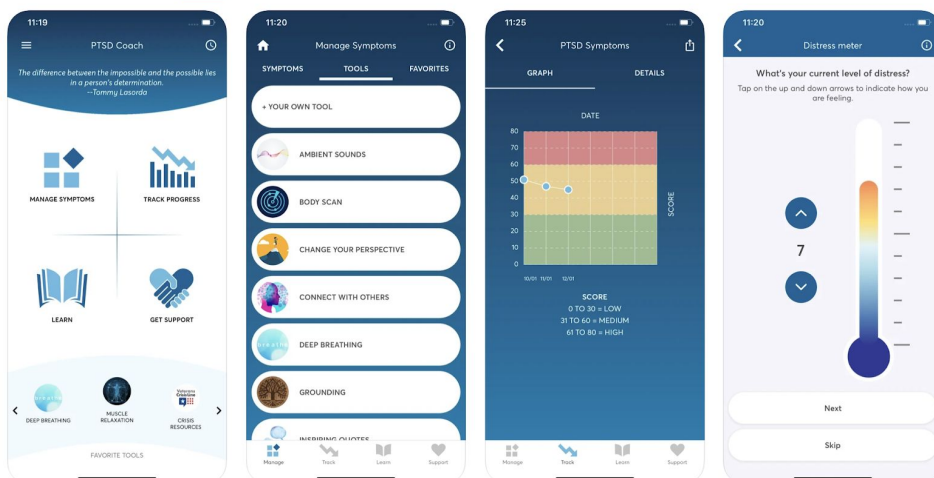 11:19
PTSD Coach
The difference between the impossible and the possible lies
in a person's determination.
--Tommy Lasorda
MANAGE SYMPTOMS
TRACK PROGRESS
LEARN
GET SUPPORT
breathe
Veterans
Crisis Line
DEEP BREATHING
MUSCLE
RELAXATION
CRISIS
RESOURCES
FAVORITE TOOLS
11:20
Manage Symptoms
SYMPTOMS
TOOLS
FAVORITES
+ YOUR OWN TOOL
AMBIENT SOUNDS
BODY SCAN
CHANGE YOUR PERSPECTIVE
CONNECT WITH OTHERS
breathe
DEEP BREATHING
GROUNDING
INSPIRING QUOTES
Manage
Track
Learn
Support
11:25
PTSD Symptoms
GRAPH
DETAILS
DATE
80
70
60
50
40
30
20
10
0
SCORE
10/01 11/01 12/01
SCORE
0 TO 30 = LOW
31 TO 60 = MEDIUM
61 TO 80 = HIGH
Manage
Track
Learn
Support
11:20
Distress meter
What's your current level of distress?
Tap on the up and down arrows to indicate how you
are feeling.
7
Next
Skip